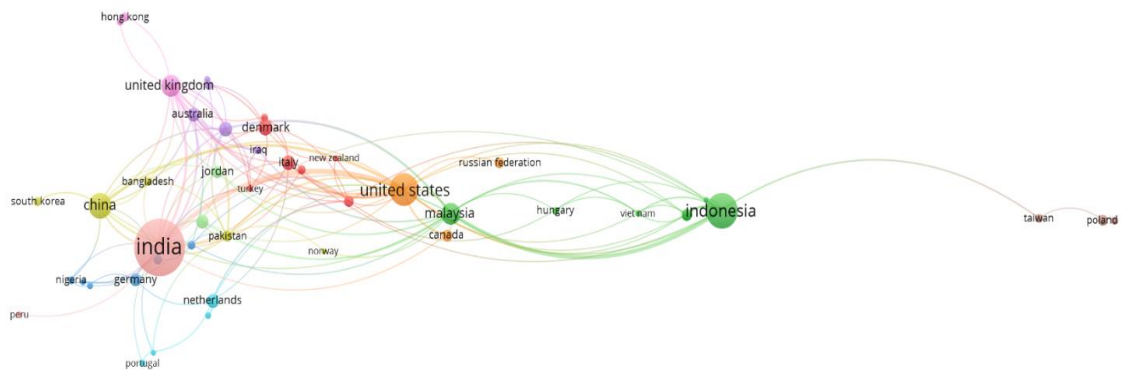 hong kong
united kingdom
australia
denmark
iraq
italy
new zealand
russian federation
jordan
bangladesh
turkey
united states
south korea
china
malaysia
hungary
viet nam
indonesia
taiwan
poland
pakistan
canada
india
norway
nigeria
germany
netherlands
peru
portugal